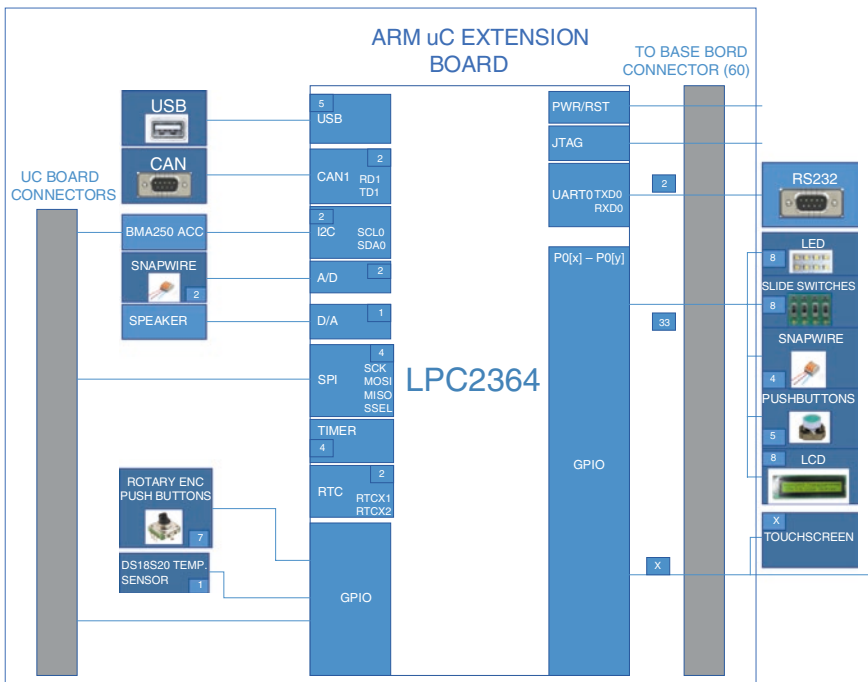 ARM uC EXTENSION
BOARD
TO BASE BORD
CONNECTOR (60)
UC BOARD
CONNECTORS
USB
CAN
BMA250 ACC
SNAPWIRE
2
SPEAKER
ROTARY ENC
PUSH BUTTONS
7
DS18S20 TEMP.
SENSOR
1
5
USB
2
CAN1
RD1
TD1
2
I2C
SCL0
SDA0
2
A/D
1
D/A
4
SPI
SCK
MOSI
MISO
SSEL
TIMER
4
2
RTC
RTCX1
RTCX2
GPIO
LPC2364
PWR/RST
JTAG
UART0 TXD0
RXD0
P0[x] – P0[y]
GPIO
2
33
X
RS232
LED
8
SLIDE SWITCHES
8
SNAPWIRE
4
PUSHBUTTONS
5
8
LCD
X
TOUCHSCREEN